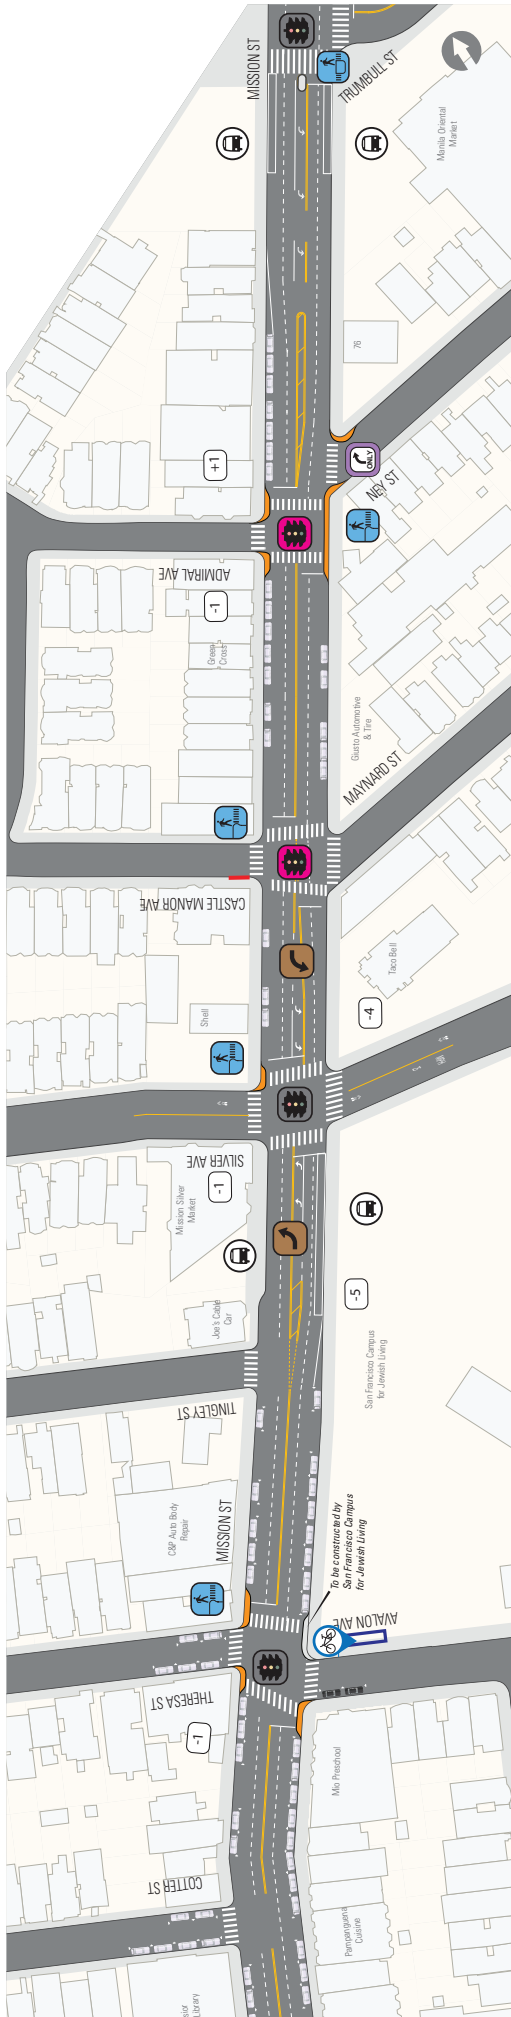 MISSION ST
TRUMBULL ST
Manila Oriental
Market
76
+1
ONLY
NEY ST
ADMIRAL AVE
-1
Green
Cross
Giusto Automotive
& Tire
MAYNARD ST
CASTLE MANOR AVE
Taco Bell
Shell
-4
SILVER AVE
-1
Mission Silver
Market
Joe's Cable
Car
-5
San Francisco Campus
for Jewish Living
TINGLEY ST
C&P Auto Body
Repair
MISSION ST
To be constructed by
San Francisco Campus
for Jewish Living
AVALON AVE
THERESA ST
-1
Mio Preschool
COTTER ST
Pampanguena
Cuisine
Library